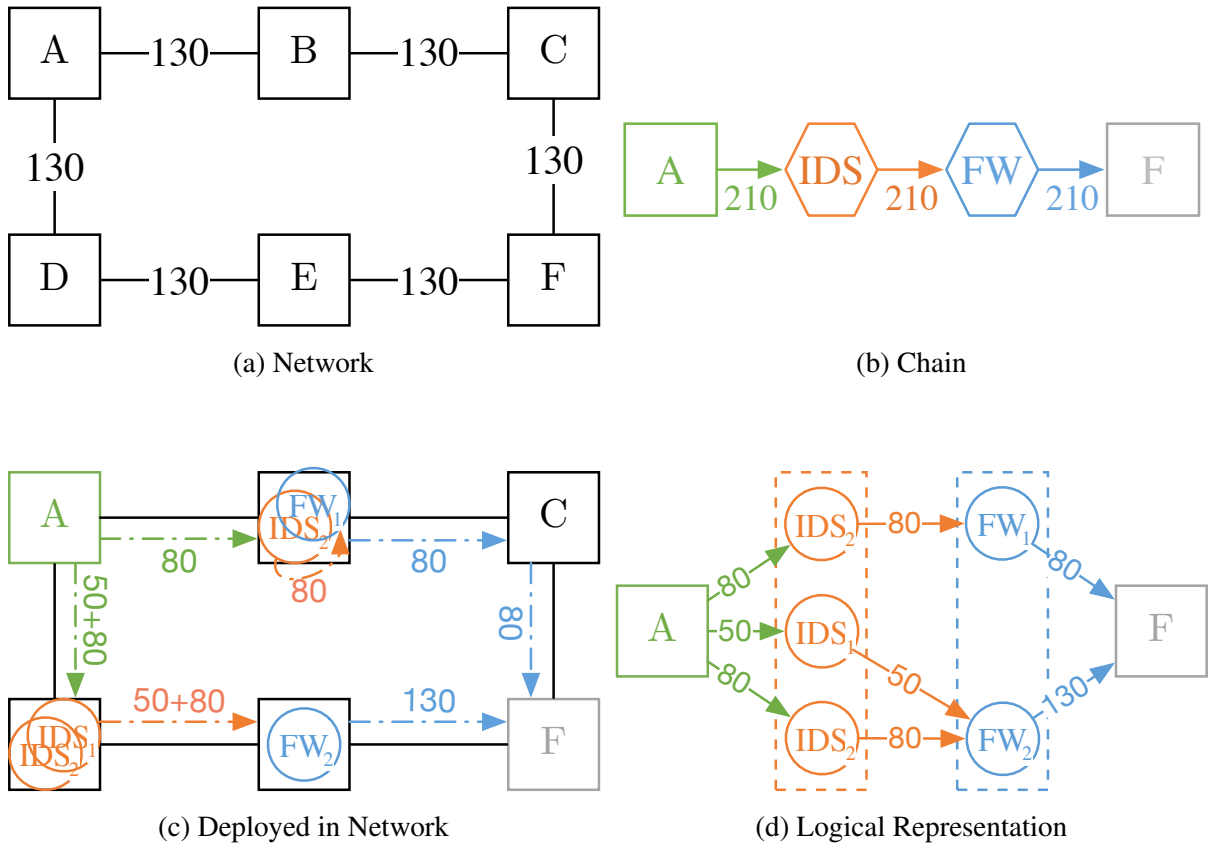 A 130 B 130 C
130 130
D 130 E 130 F
(a) Network
A IDS FW F
210 210 210
(b) Chain
A FW₁ IDS₂ C
80 80
80
50+80 80
50+80 130
IDS₁ IDS₂ FW₂ F
(c) Deployed in Network
IDS₂ 80 FW₁
80 80
A 50 IDS₁ F
80 50 130
IDS₂ 80 FW₂
(d) Logical Representation